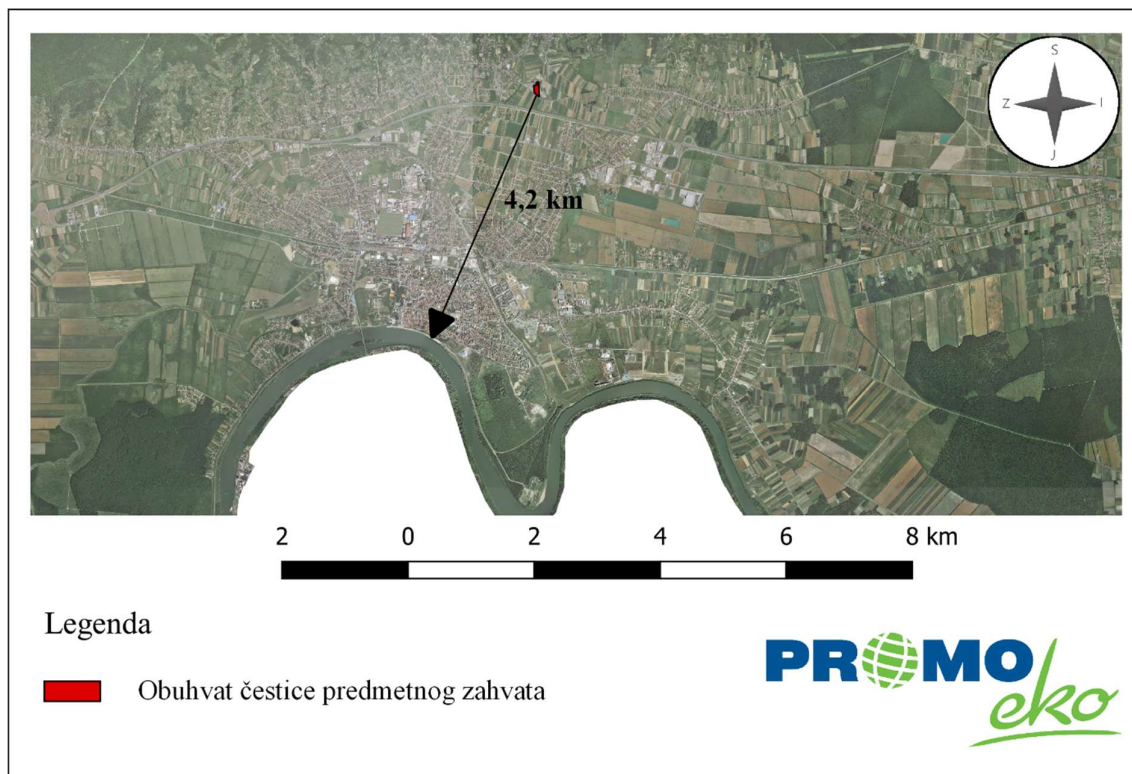 S
Z I
J
4,2 km
2 0 2 4 6 8 km
Legenda
Obuhvat čestice predmetnog zahvata
PROMO
eko